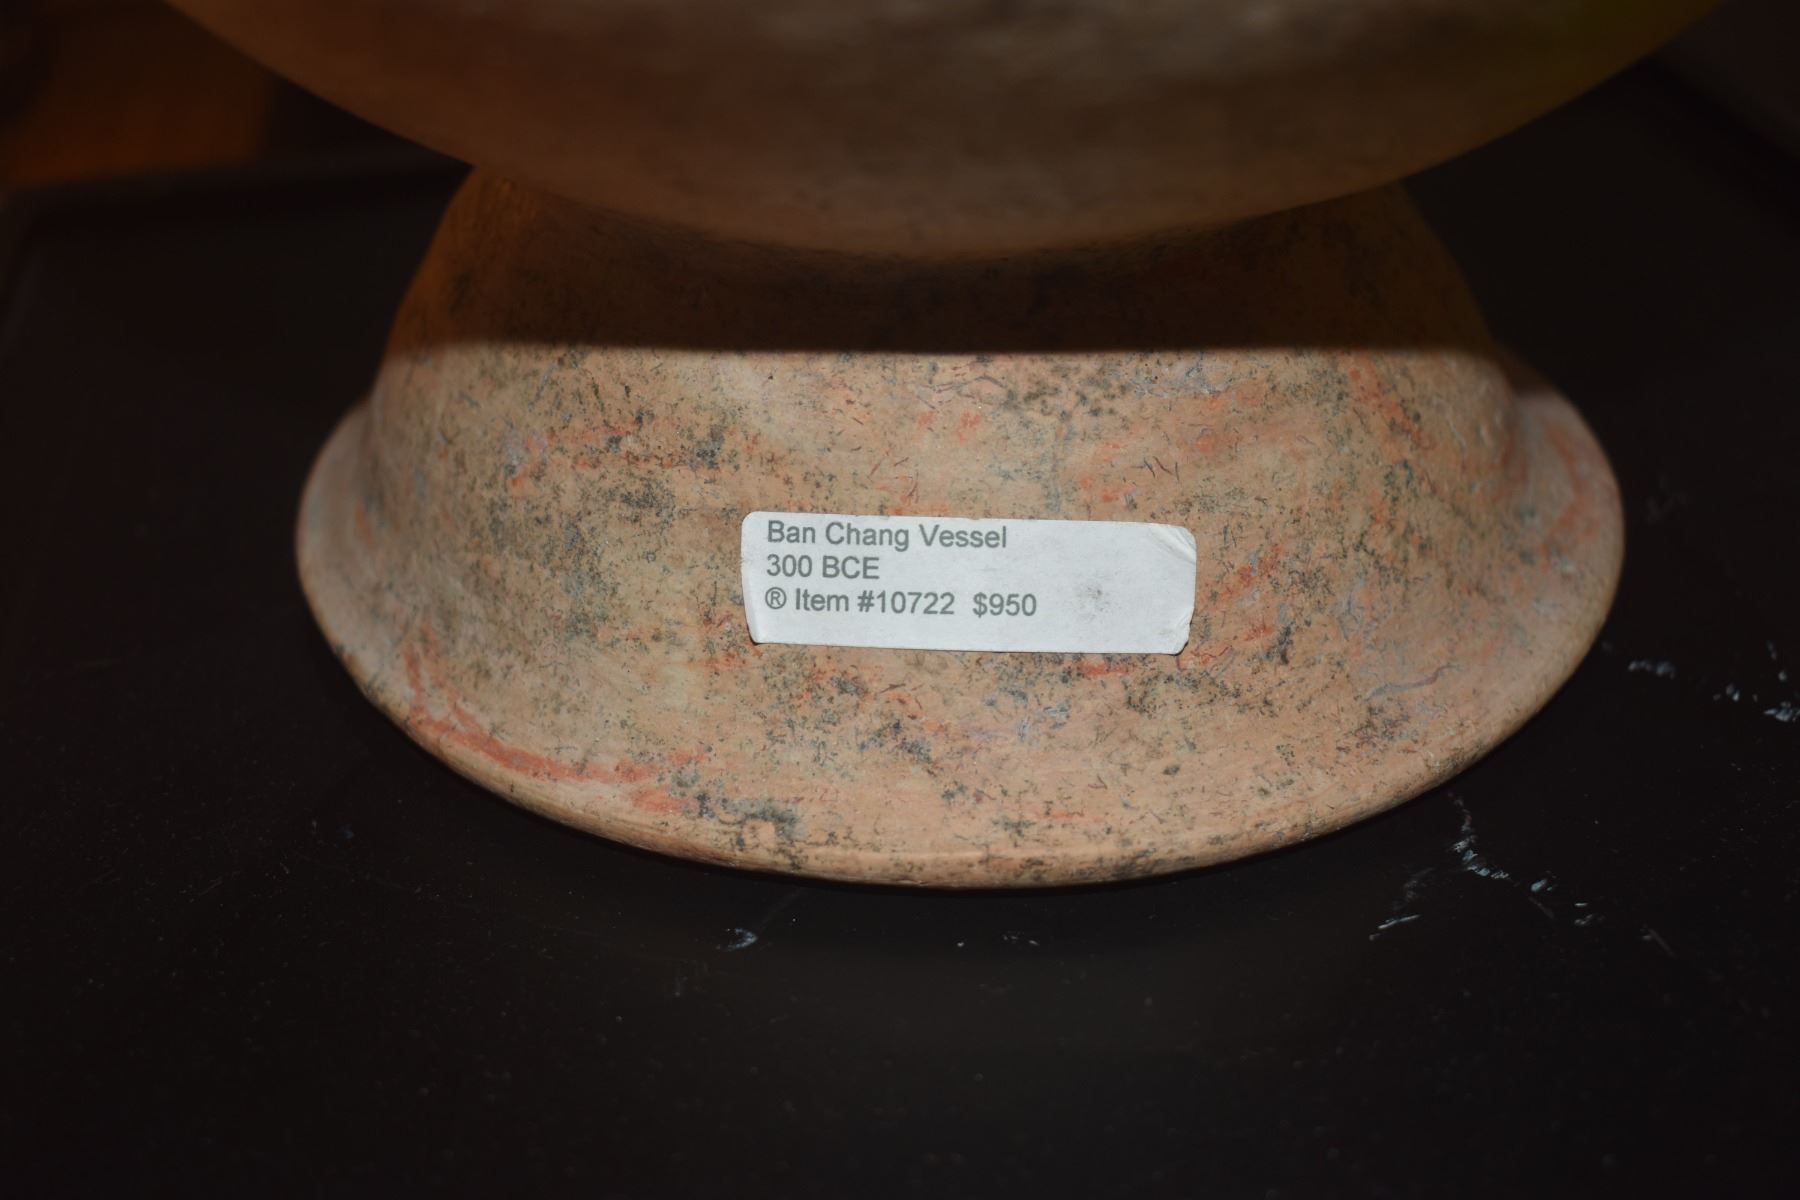 Ban Chang Vessel
300 BCE
® Item #10722 $950